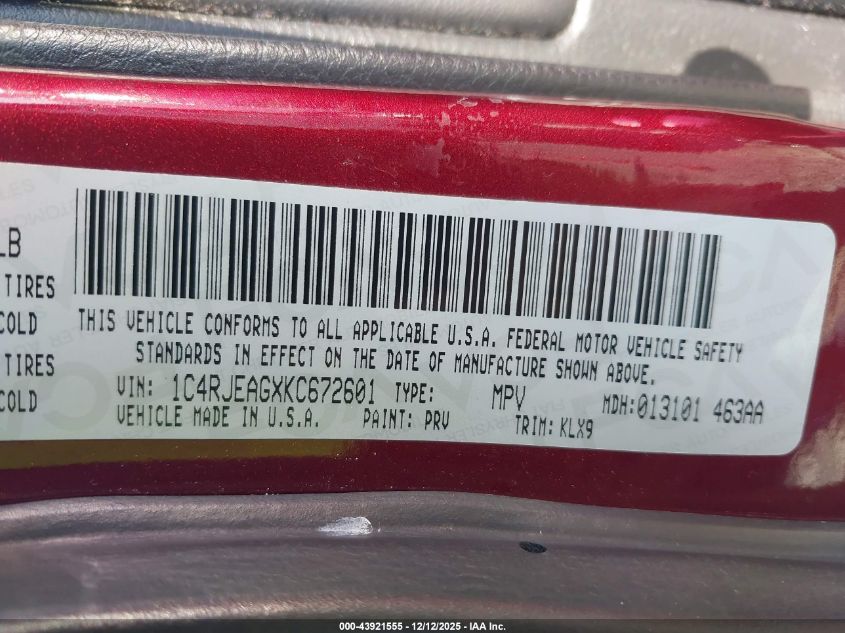 LB
TIRES
COLD
TIRES
COLD
THIS VEHICLE CONFORMS TO ALL APPLICABLE U.S.A. FEDERAL MOTOR VEHICLE SAFETY
STANDARDS IN EFFECT ON THE DATE OF MANUFACTURE SHOWN ABOVE.
VIN: 1C4RJEAGXKC672601 TYPE: MPV MDH:013101 463AA
VEHICLE MADE IN U.S.A. PAINT: PRV TRIM: KLX9
000-43921555 - 12/12/2025 - IAA Inc.